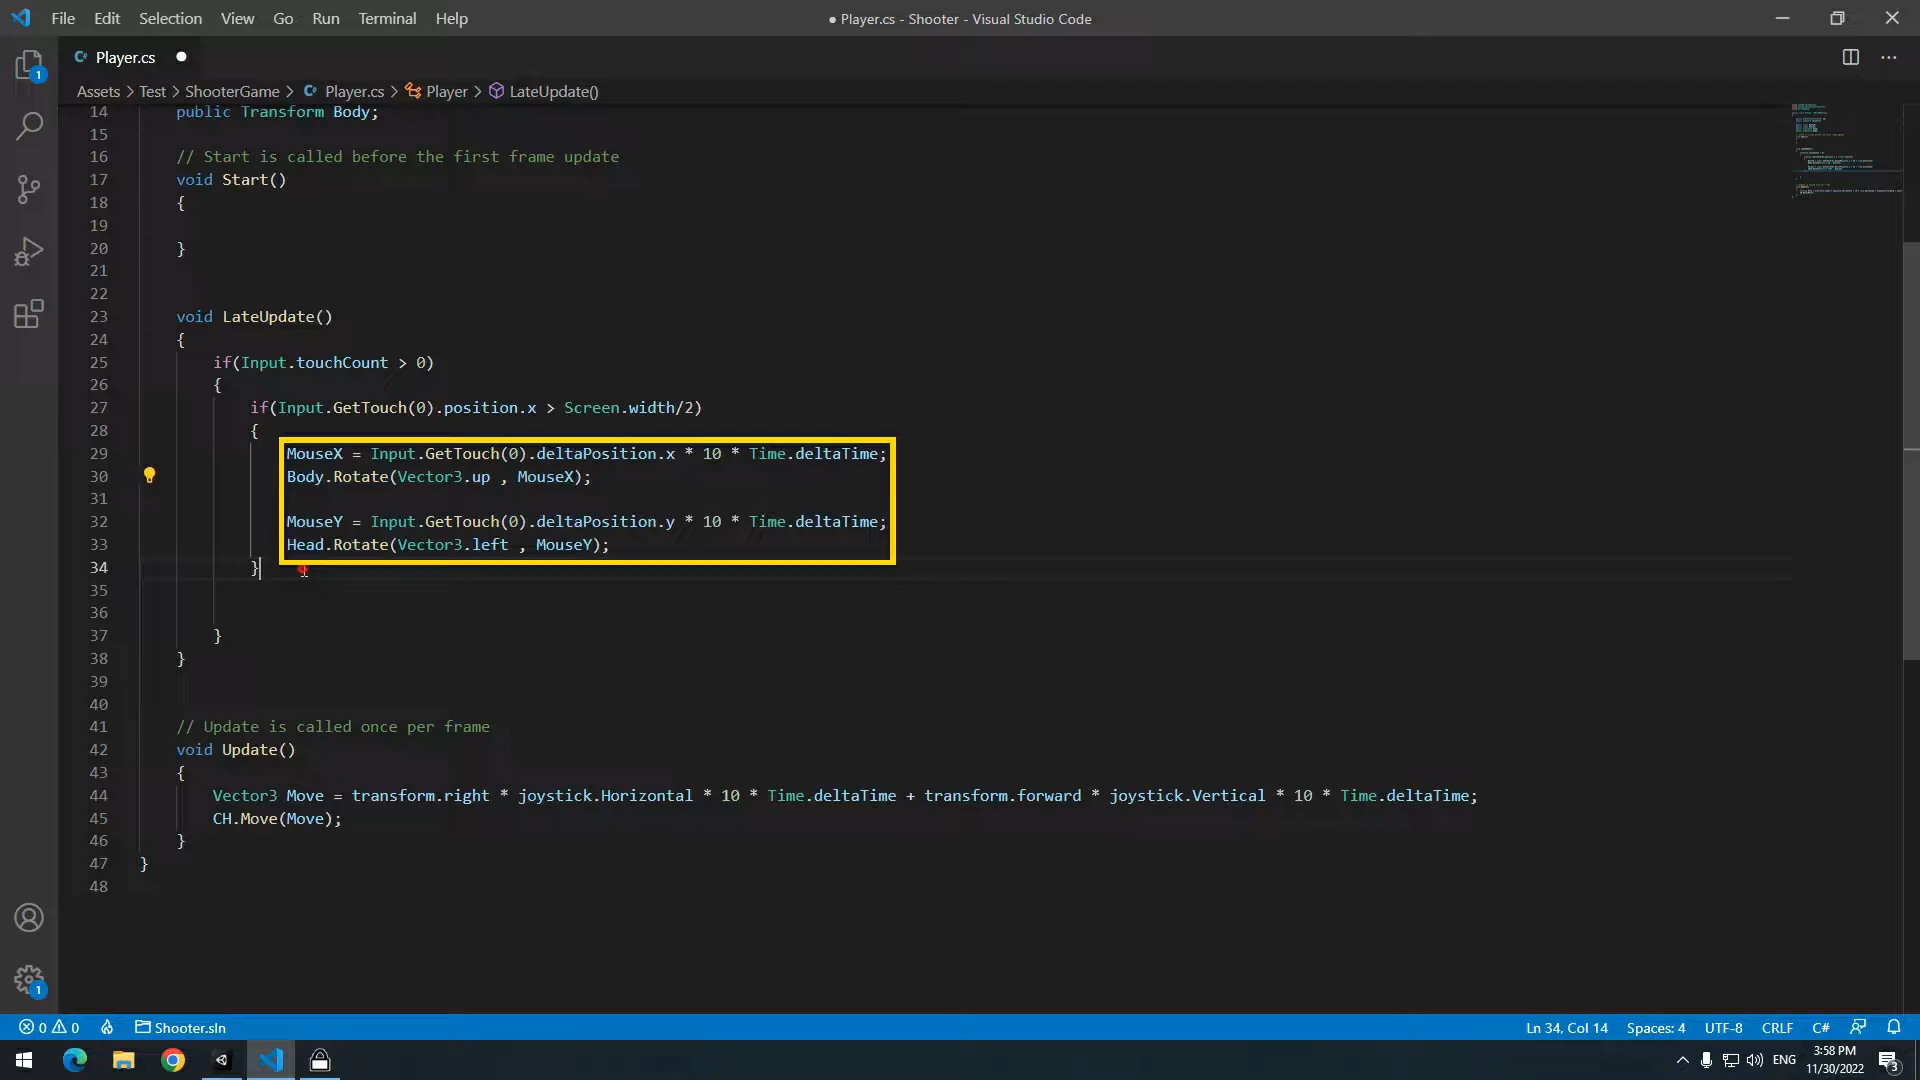 File Edit Selection View Go Run Terminal Help
● Player.cs - Shooter - Visual Studio Code
1
C# Player.cs ●
Assets > Test > ShooterGame > C# Player.cs > Player > LateUpdate()
14 public Transform Body;
15
16 // Start is called before the first frame update
17 void Start()
18 {
19
20 }
21
22
23 void LateUpdate()
24 {
25 if(Input.touchCount > 0)
26 {
27 if(Input.GetTouch(0).position.x > Screen.width/2)
28 {
29 MouseX = Input.GetTouch(0).deltaPosition.x * 10 * Time.deltaTime;
30 Body.Rotate(Vector3.up , MouseX);
31
32 MouseY = Input.GetTouch(0).deltaPosition.y * 10 * Time.deltaTime;
33 Head.Rotate(Vector3.left , MouseY);
34 }
35
36
37 }
38 }
39
40
41 // Update is called once per frame
42 void Update()
43 {
44 Vector3 Move = transform.right * joystick.Horizontal * 10 * Time.deltaTime + transform.forward * joystick.Vertical * 10 * Time.deltaTime;
45 CH.Move(Move);
46 }
47 }
48
1
0 0 Shooter.sln
Ln 34, Col 14 Spaces: 4 UTF-8 CRLF C#
ENG
3:58 PM
11/30/2022
3